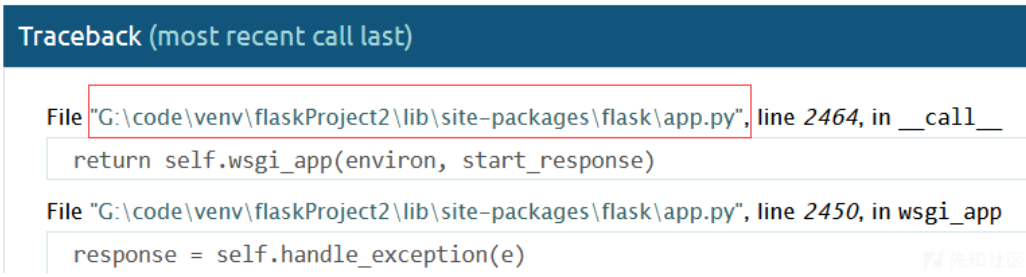 Traceback (most recent call last)
File "G:\code\venv\flaskProject2\lib\site-packages\flask\app.py", line 2464, in __call__
return self.wsgi_app(environ, start_response)
File "G:\code\venv\flaskProject2\lib\site-packages\flask\app.py", line 2450, in wsgi_app
response = self.handle_exception(e)
先知社区